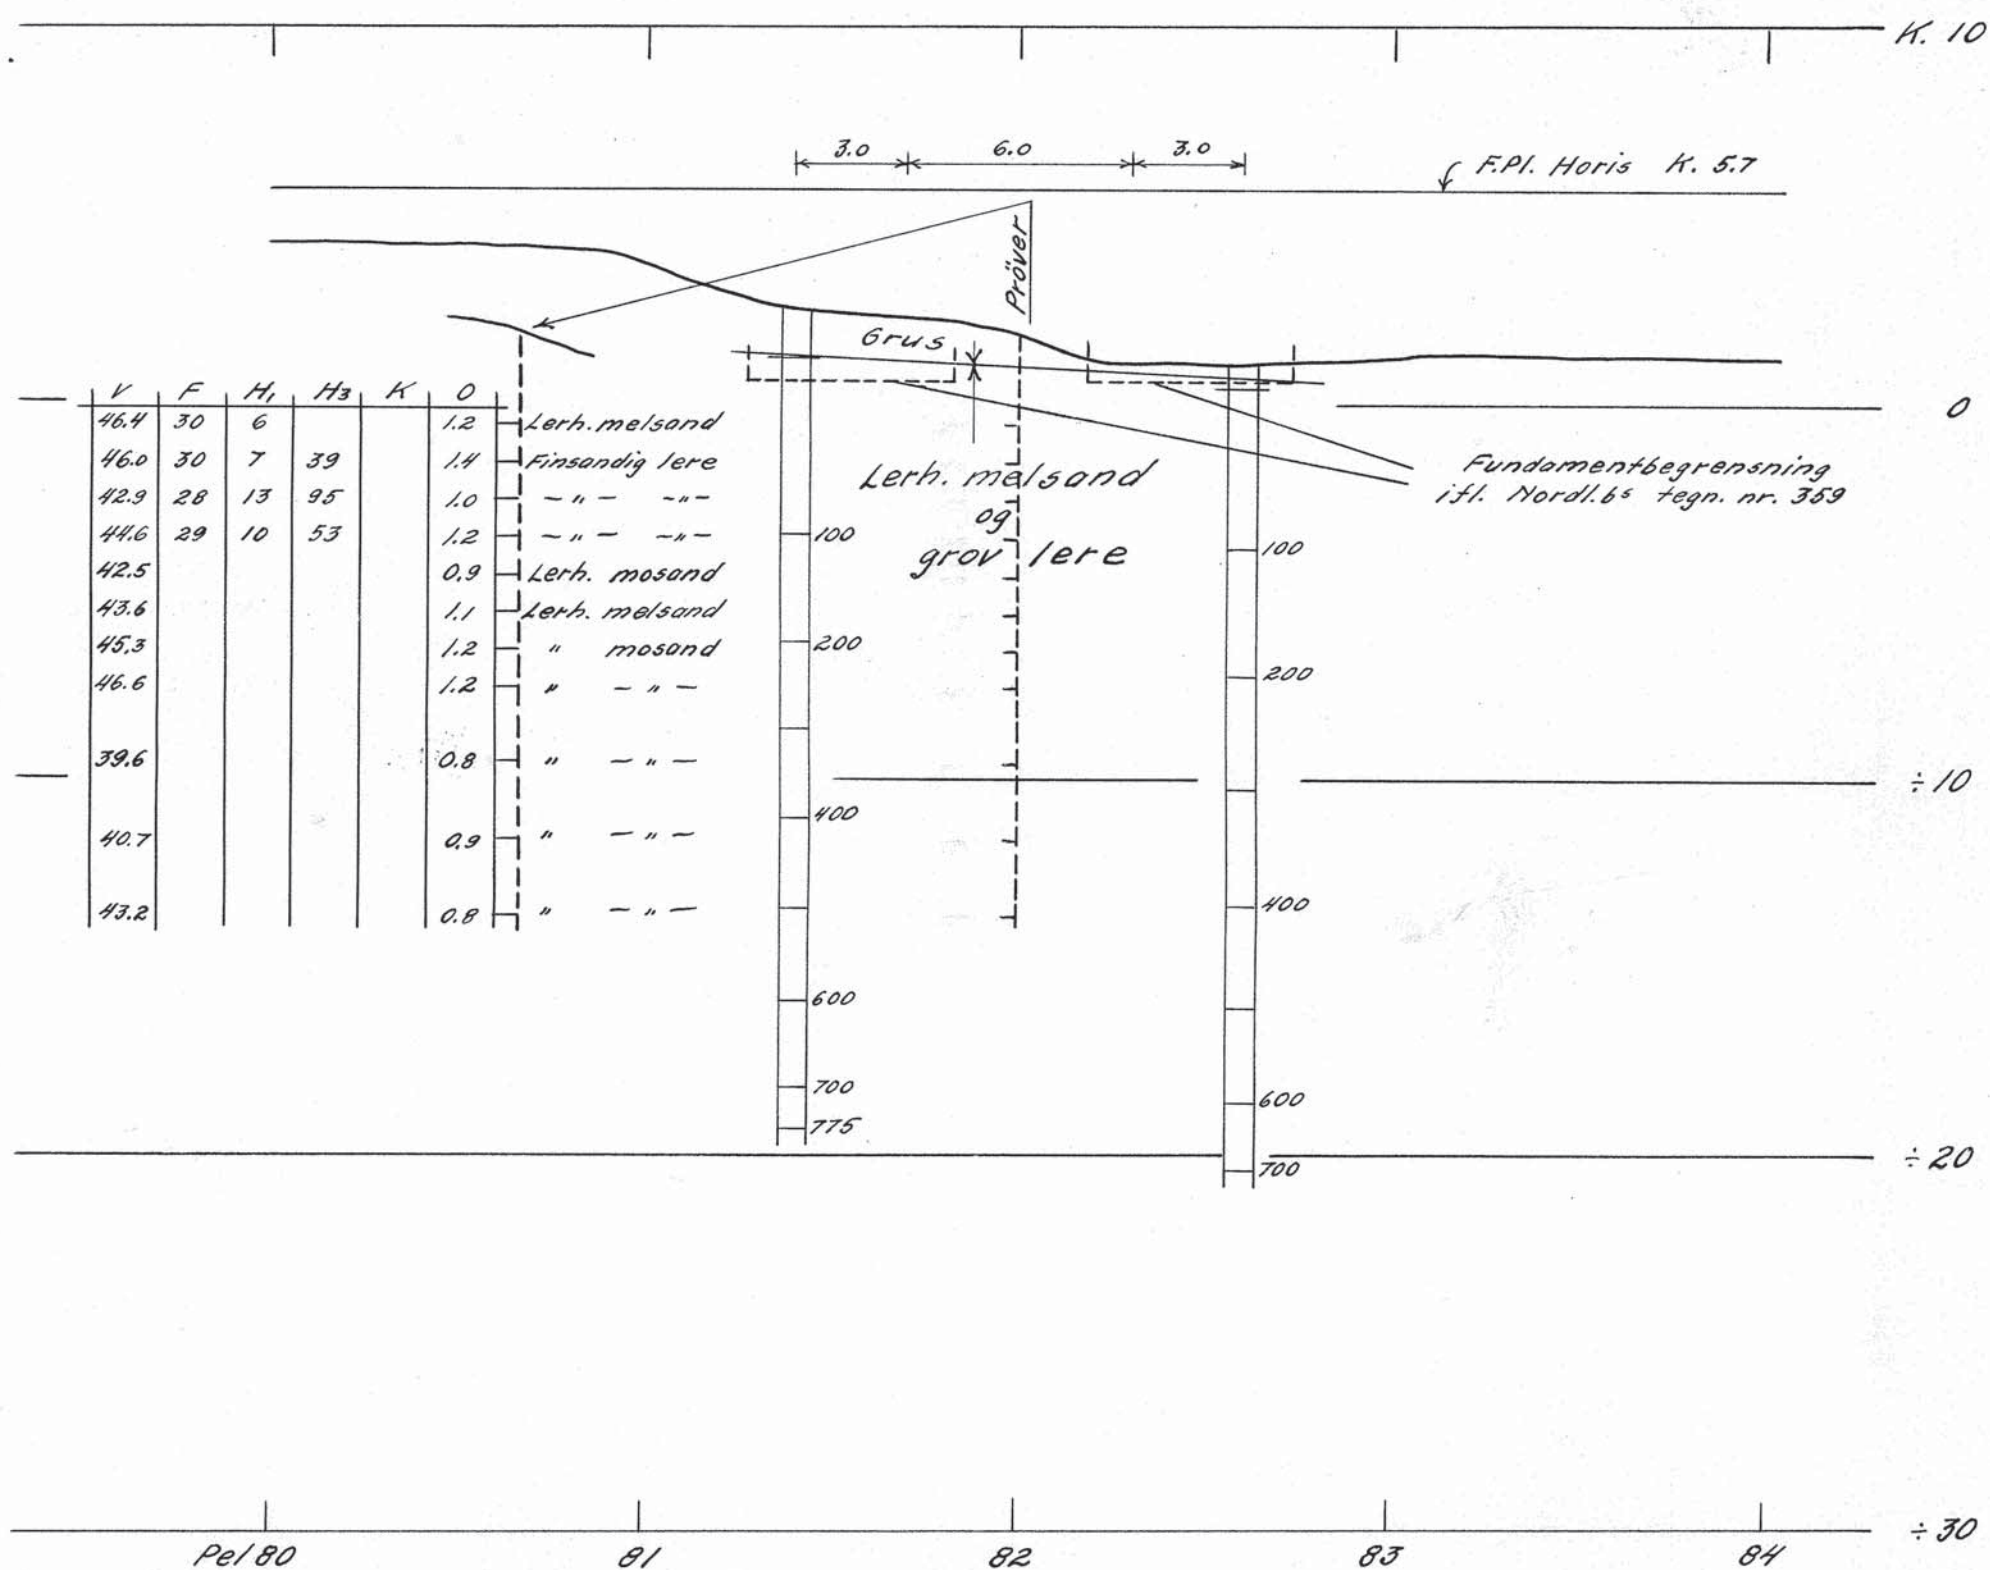 K. 10
3.0 6.0 3.0
F.Pl. Horis K. 5.7
Pröver
Grus
V F H₁ H₃ K O
0
46.4 30 6 1.2 Lerh. melsand
46.0 30 7 39 1.4 Finsandig lere
42.9 28 13 95 1.0 -〃- -〃-
44.6 29 10 53 1.2 -〃- -〃-
42.5 0.9 Lerh. mosand
43.6 1.1 Lerh. melsand
45.3 1.2 〃 mosand
46.6 1.2 〃 -〃-
39.6 0.8 〃 -〃-
40.7 0.9 〃 -〃-
43.2 0.8 〃 -〃-
Lerh. melsand
og
grov lere
Fundamentbegrensning
ifl. Nordl.bˢ tegn. nr. 359
100
200
400
600
700
775
100
200
400
600
700
÷10
÷20
÷30
Pel 80 81 82 83 84